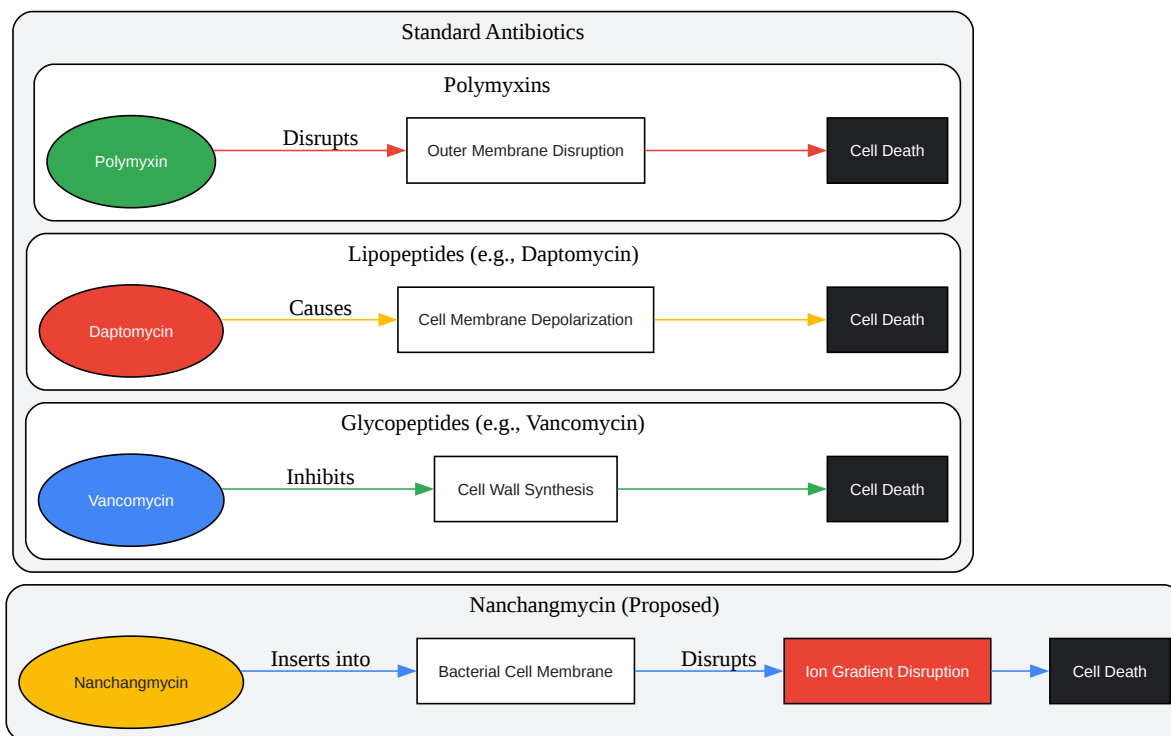 Standard Antibiotics
Polymyxins
Polymyxin
Disrupts
Outer Membrane Disruption
Cell Death
Lipopeptides (e.g., Daptomycin)
Daptomycin
Causes
Cell Membrane Depolarization
Cell Death
Glycopeptides (e.g., Vancomycin)
Vancomycin
Inhibits
Cell Wall Synthesis
Cell Death
Nanchangmycin (Proposed)
Nanchangmycin
Inserts into
Bacterial Cell Membrane
Disrupts
Ion Gradient Disruption
Cell Death